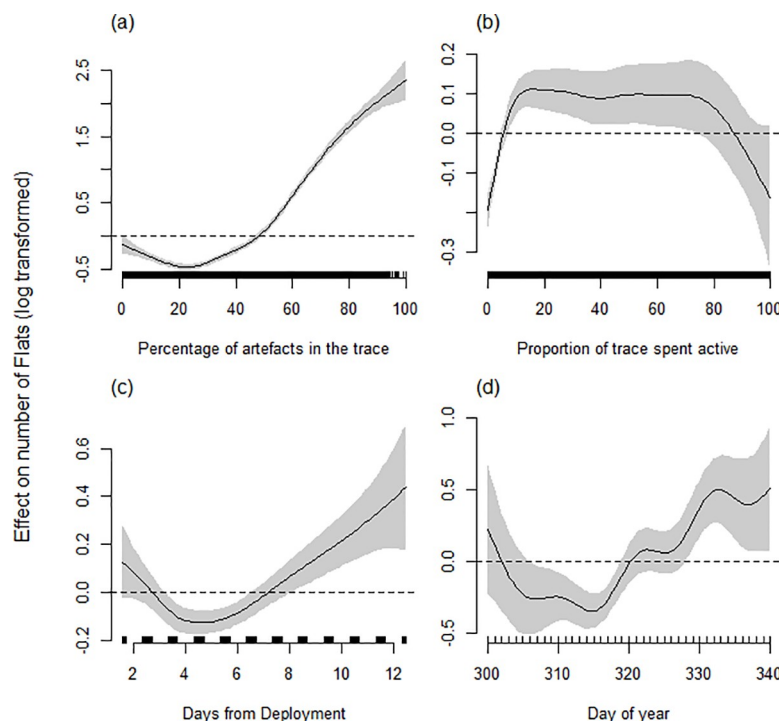 (a)
(b)
Effect on number of Flats (log transformed)
2.5
1.5
0.5
-0.5
0 20 40 60 80 100
Percentage of artefacts in the trace
0.2
0.1
0.0
-0.1
-0.3
0 20 40 60 80 100
Proportion of trace spent active
(c)
(d)
0.6
0.4
0.2
0.0
-0.2
2 4 6 8 10 12
Days from Deployment
1.0
0.5
0.0
-0.5
300 310 320 330 340
Day of year